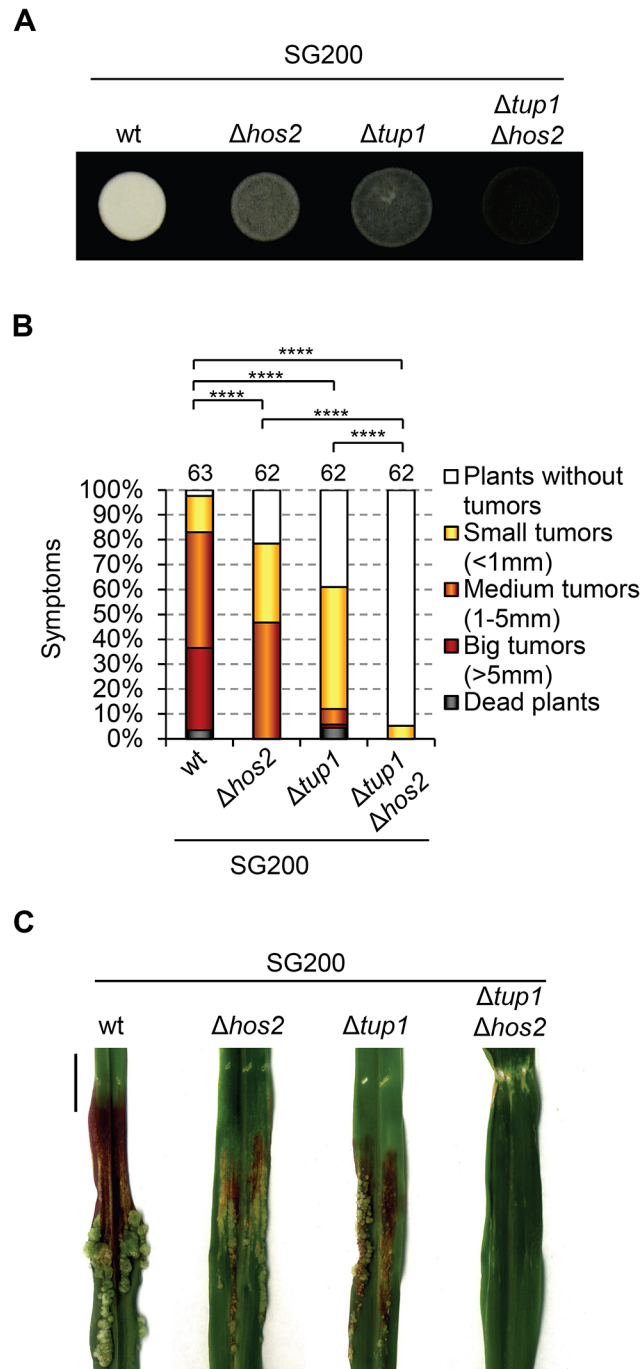 A
SG200
wt Δhos2 Δtup1 Δtup1
Δhos2
B
****
****
**** ****
****
63 62 62 62
100%
90%
80%
70%
60%
50%
40%
30%
20%
10%
0%
Symptoms
Plants without
tumors
Small tumors
(<1mm)
Medium tumors
(1-5mm)
Big tumors
(>5mm)
Dead plants
wt Δhos2 Δtup1 Δtup1
Δhos2
SG200
C
SG200
wt Δhos2 Δtup1 Δtup1
Δhos2